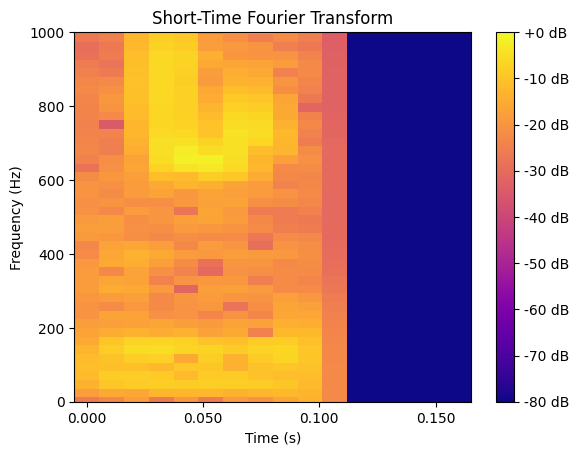 Short-Time Fourier Transform
Frequency (Hz)
1000
800
600
400
200
0
0.000
0.050
0.100
0.150
Time (s)
+0 dB
-10 dB
-20 dB
-30 dB
-40 dB
-50 dB
-60 dB
-70 dB
-80 dB